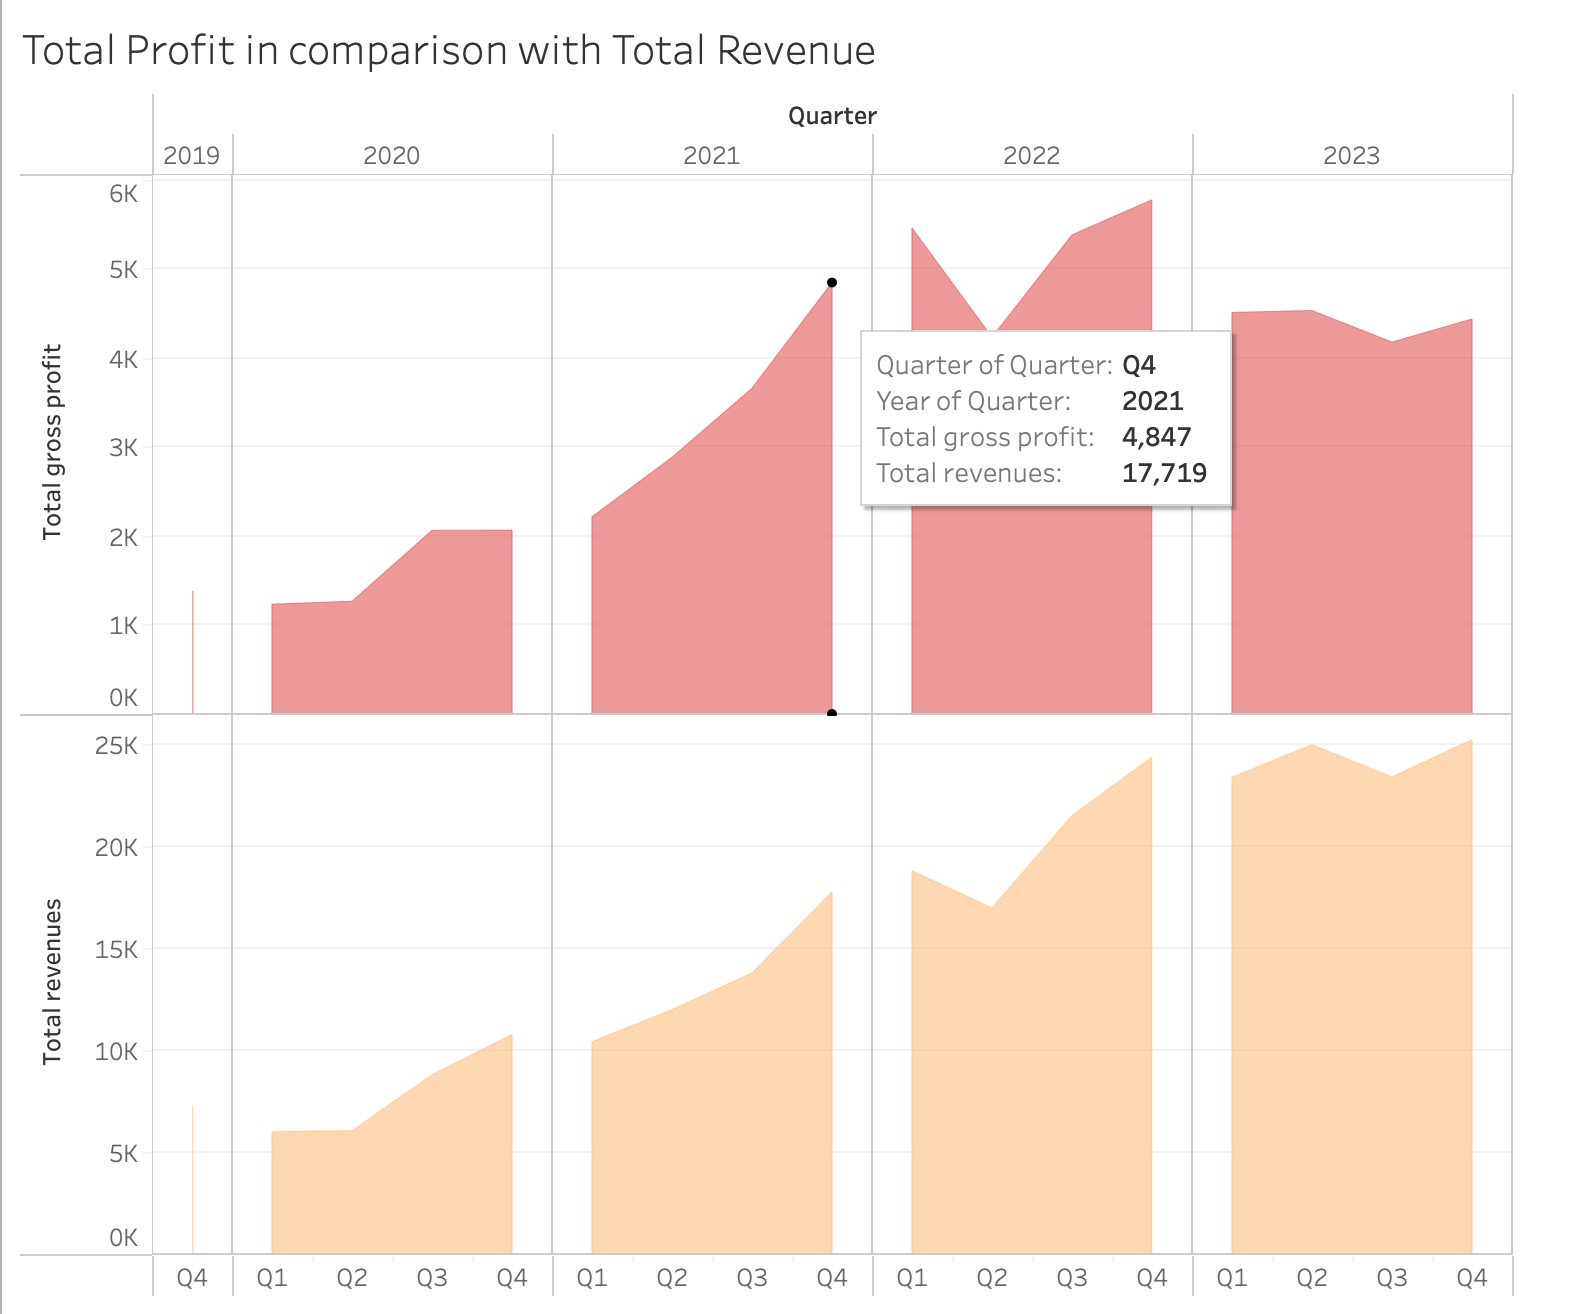 Total Profit in comparison with Total Revenue
Quarter
2019 2020 2021 2022 2023
Total gross profit
6K
5K
4K
3K
2K
1K
0K
Quarter of Quarter: Q4
Year of Quarter: 2021
Total gross profit: 4,847
Total revenues: 17,719
Total revenues
25K
20K
15K
10K
5K
0K
Q4 Q1 Q2 Q3 Q4 Q1 Q2 Q3 Q4 Q1 Q2 Q3 Q4 Q1 Q2 Q3 Q4